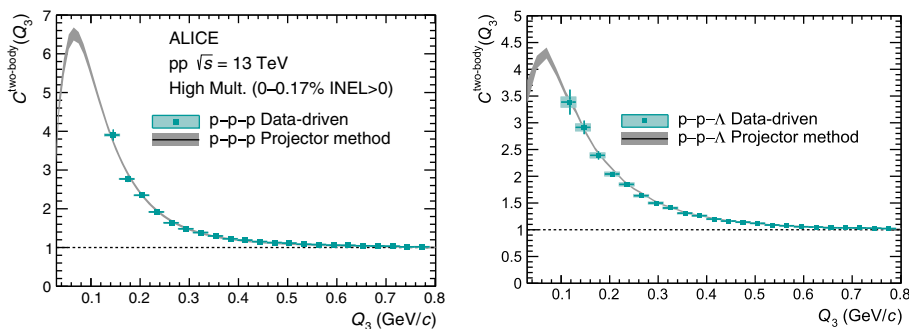 C^two-body(Q₃)
7
6
5
4
3
2
1
0
ALICE
pp √s = 13 TeV
High Mult. (0–0.17% INEL>0)
p−p−p Data-driven
p−p−p Projector method
0.1 0.2 0.3 0.4 0.5 0.6 0.7 0.8
Q₃ (GeV/c)
C^two-body(Q₃)
5
4.5
4
3.5
3
2.5
2
1.5
1
0.5
0
p−p−Λ Data-driven
p−p−Λ Projector method
0.1 0.2 0.3 0.4 0.5 0.6 0.7 0.8
Q₃ (GeV/c)